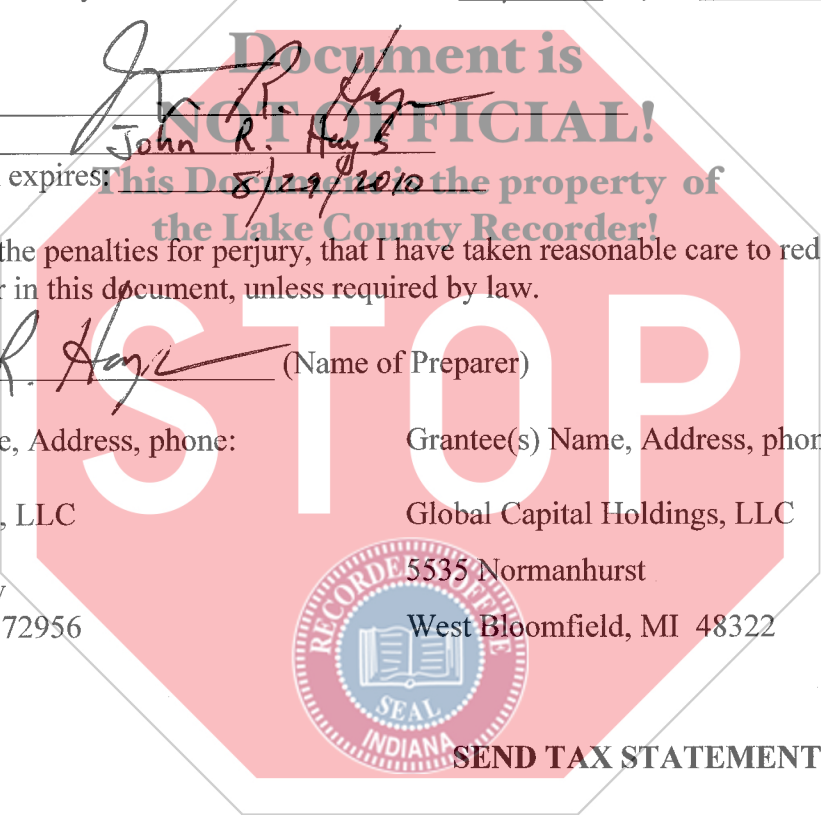 Document is
NOT OFFICIAL!
John R. Hays
expires: 8/29/2010
This Document is the property of
the Lake County Recorder!
the penalties for perjury, that I have taken reasonable care to red
r in this document, unless required by law.
R. Hays (Name of Preparer)
e, Address, phone:
Grantee(s) Name, Address, phon
STOP
, LLC
Global Capital Holdings, LLC
5535 Normanhurst
y
72956
West Bloomfield, MI 48322
RECORDER'S OFFICE
SEAL
INDIANA
SEND TAX STATEMENT